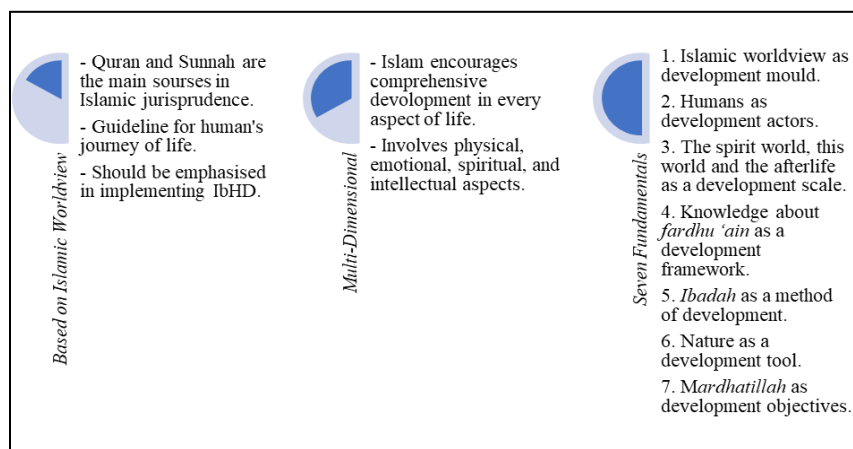 - Quran and Sunnah are
the main sourses in
Islamic jurisprudence.
- Guideline for human's
journey of life.
- Should be emphasised
in implementing IbHD.
Based on Islamic Worldview
- Islam encourages
comprehensive
devolopment in every
aspect of life.
- Involves physical,
emotional, spiritual, and
intellectual aspects.
Multi-Dimensional
1. Islamic worldview as
development mould.
2. Humans as
development actors.
3. The spirit world, this
world and the afterlife
as a development scale.
4. Knowledge about
fardhu ‘ain as a
development
framework.
5. Ibadah as a method
of development.
6. Nature as a
development tool.
7. Mardhatillah as
development objectives.
Seven Fundamentals